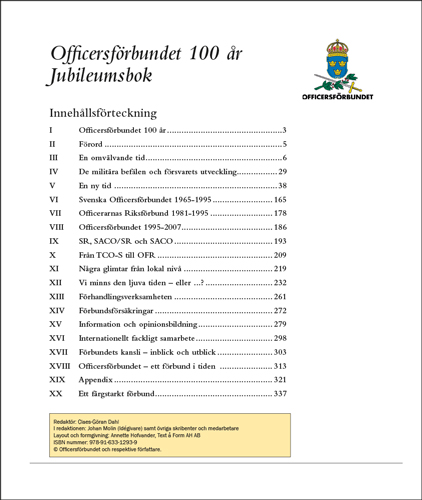 Officersförbundet 100 år
Jubileumsbok
OFFICERSFÖRBUNDET
Innehållsförteckning
I Officersförbundet 100 år...3
II Förord...5
III En omvälvande tid...6
IV De militära befälen och försvarets utveckling...29
V En ny tid...38
VI Svenska Officersförbundet 1965-1995...165
VII Officerarnas Riksförbund 1981-1995...178
VIII Officersförbundet 1995-2007...186
IX SR, SACO/SR och SACO...193
X Från TCO-S till OFR...209
XI Några glimtar från lokal nivå...219
XII Vi minns den ljuva tiden – eller ...?...232
XIII Förhandlingsverksamheten...261
XIV Förbundsförsäkringar...272
XV Information och opinionsbildning...279
XVI Internationellt fackligt samarbete...298
XVII Förbundets kansli – inblick och utblick...303
XVIII Officersförbundet – ett förbund i tiden...313
XIX Appendix...321
XX Ett färgstarkt förbund...337
Redaktör: Claes-Göran Dahl
I redaktionen: Johan Molin (idégivare) samt övriga skribenter och medarbetare
Layout och formgivning: Annette Hofvander, Text å Form AH AB
ISBN nummer: 978-91-633-1293-9
© Officersförbundet och respektive författare.